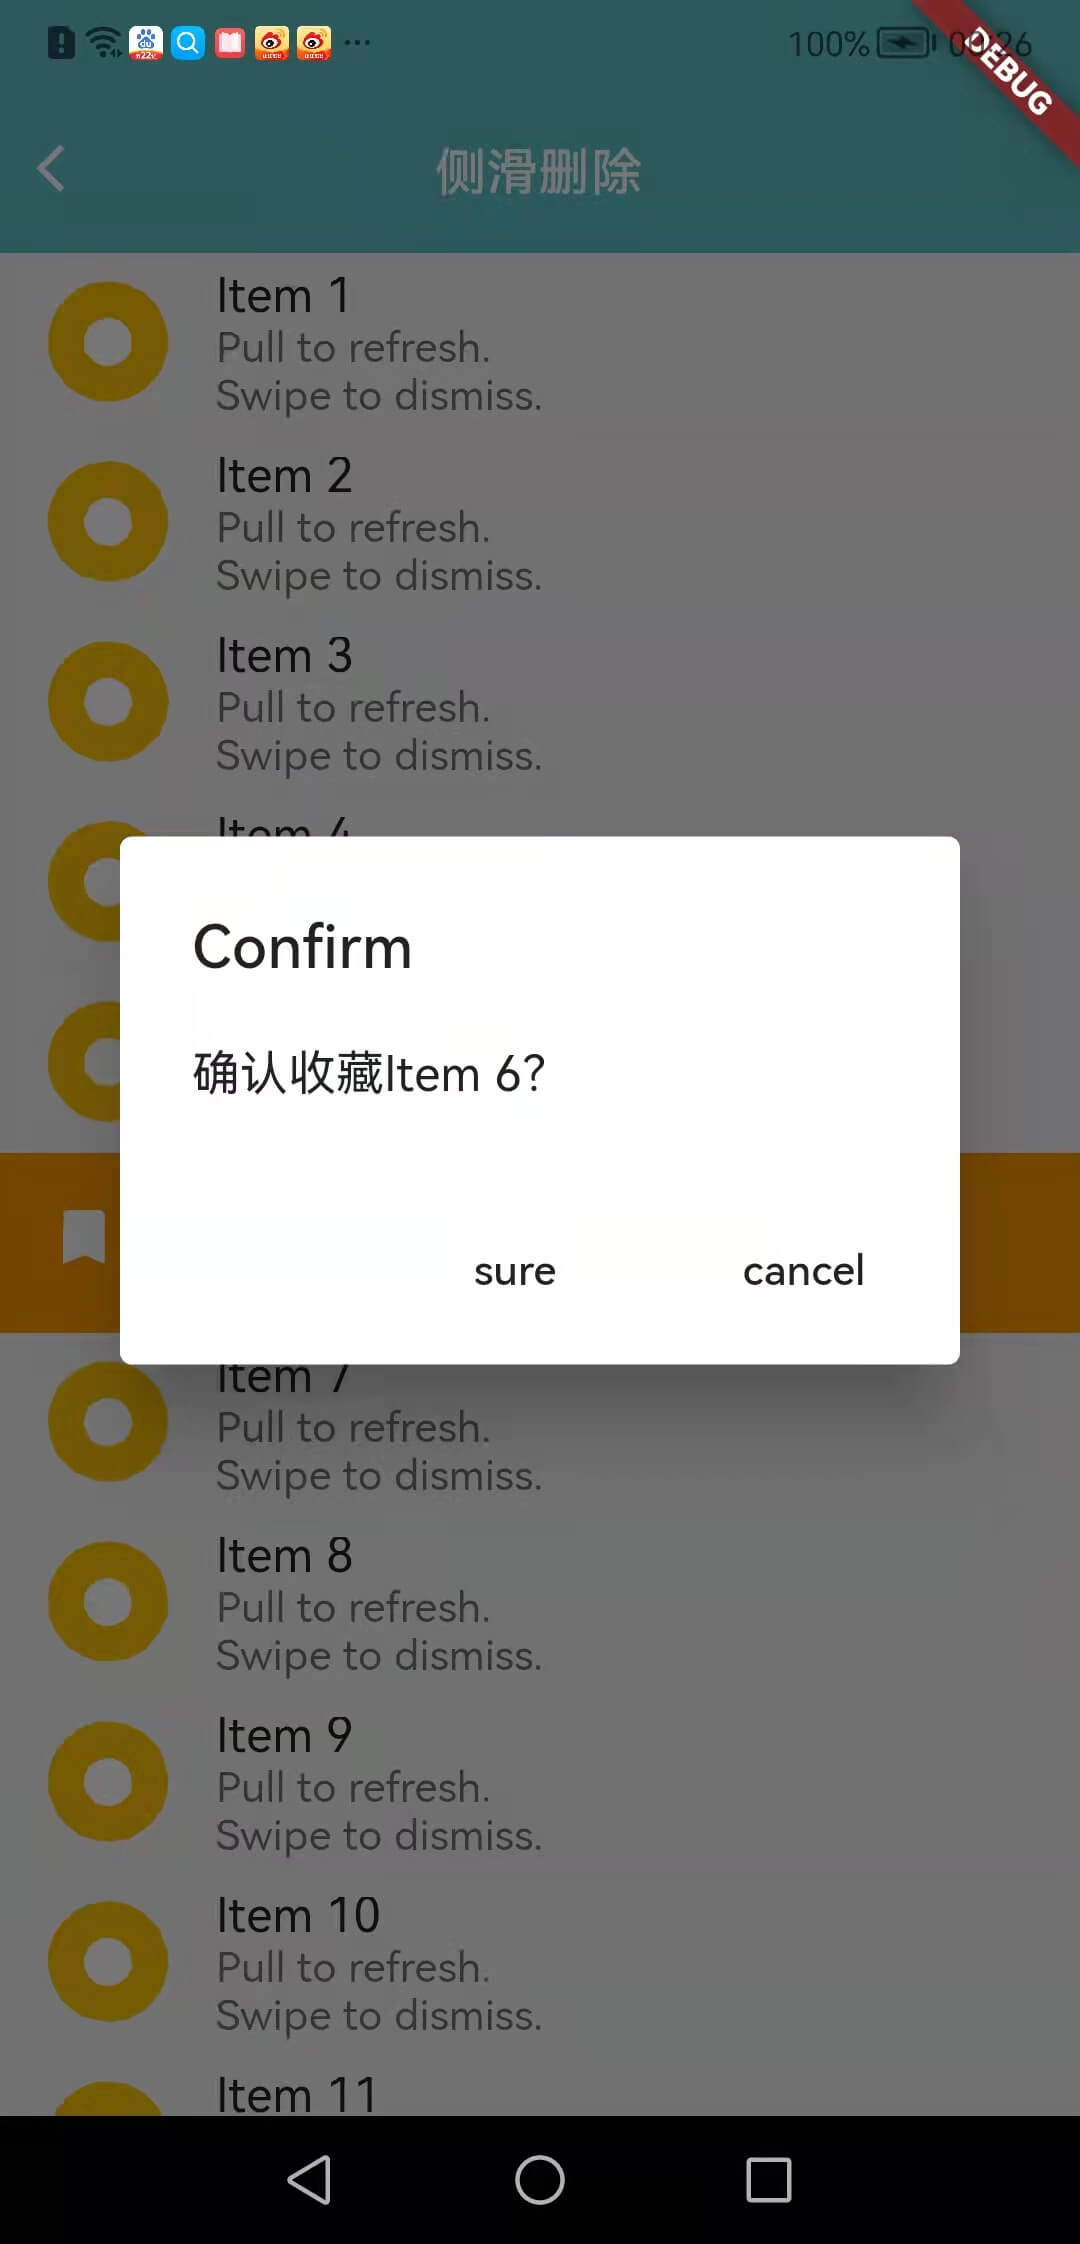 100%
DEBUG
侧滑删除
Item 1
Pull to refresh.
Swipe to dismiss.
Item 2
Pull to refresh.
Swipe to dismiss.
Item 3
Pull to refresh.
Swipe to dismiss.
Item 4
Confirm
确认收藏Item 6?
sure
cancel
Item 7
Pull to refresh.
Swipe to dismiss.
Item 8
Pull to refresh.
Swipe to dismiss.
Item 9
Pull to refresh.
Swipe to dismiss.
Item 10
Pull to refresh.
Swipe to dismiss.
Item 11